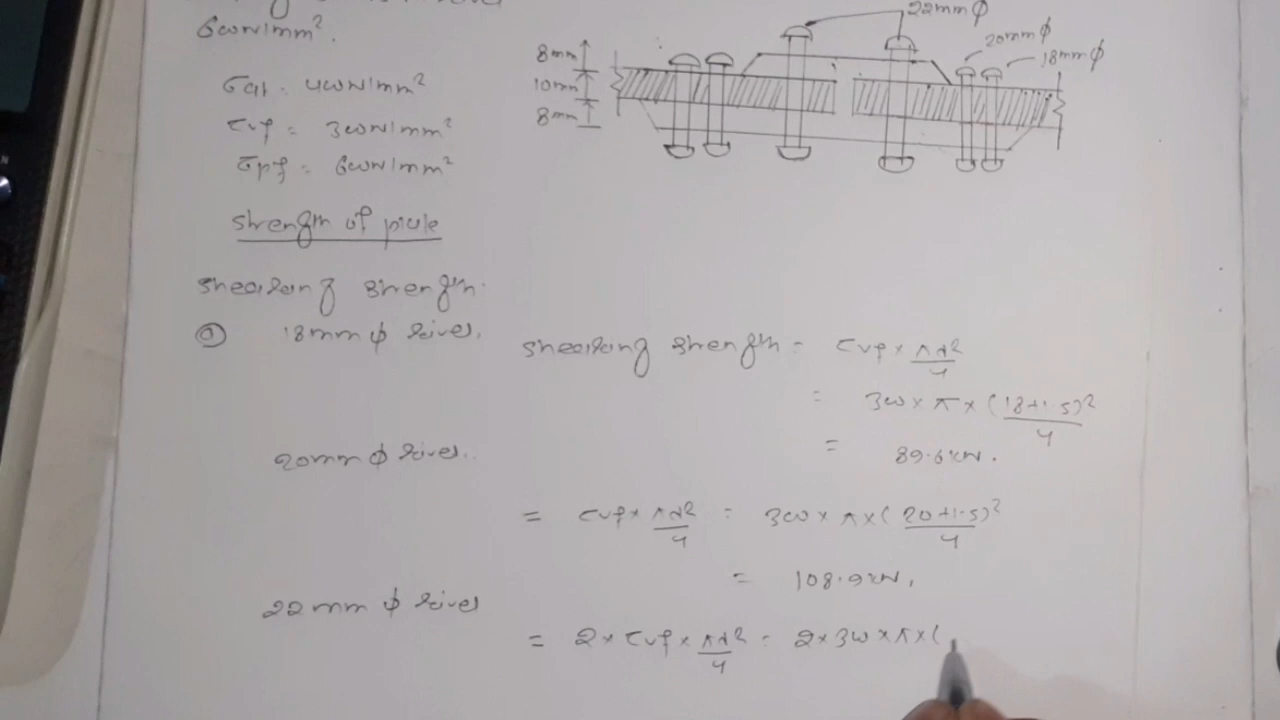 600N/mm².
σat = 400N/mm²
τvf = 300N/mm²
σpf = 600N/mm²
22mm ϕ
20mm ϕ
18mm ϕ
8mm
10mm
8mm
strength of
shearing strength.
① 18mm ϕ rivet.
shearing strength = τvf × πd²/4
= 300 × π × (18+1.5)²/4
= 89.6kN.
20mm ϕ rivet..
= τvf × πd²/4 = 300 × π × (20+1.5)²/4
= 108.9kN.
22mm ϕ rivet
= 2 × τvf × πd²/4 = 2 × 300 × π × (